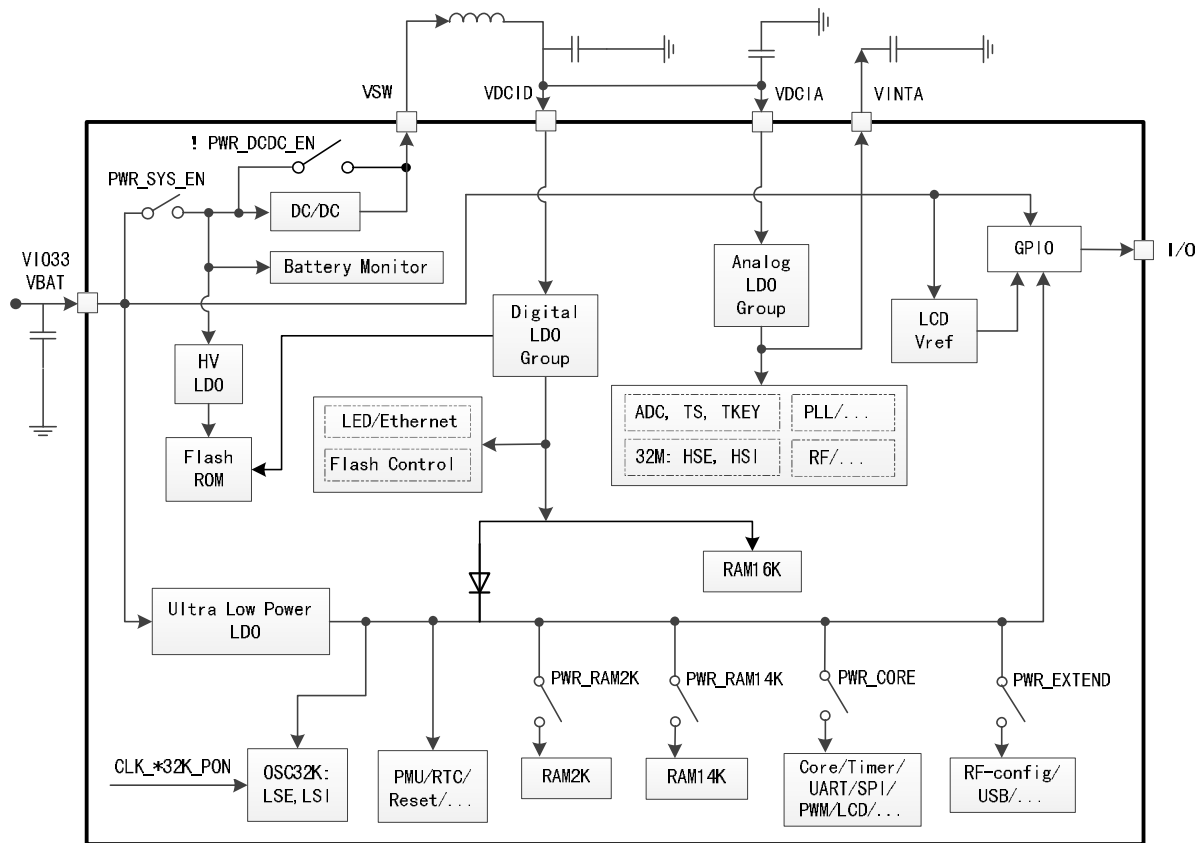 VSW
VDCID
VDCIA
VINTA
! PWR_DCDC_EN
PWR_SYS_EN
DC/DC
Battery Monitor
VIO33
VBAT
GPIO
I/O
Analog
LDO
Group
Digital
LDO
Group
LCD
Vref
HV
LDO
Flash
ROM
LED/Ethernet
Flash Control
ADC, TS, TKEY
PLL/...
32M: HSE, HSI
RF/...
RAM16K
Ultra Low Power
LDO
PWR_RAM2K
PWR_RAM14K
PWR_CORE
PWR_EXTEND
CLK_*32K_PON
OSC32K:
LSE,LSI
PMU/RTC/
Reset/...
RAM2K
RAM14K
Core/Timer/
UART/SPI/
PWM/LCD/...
RF-config/
USB/...